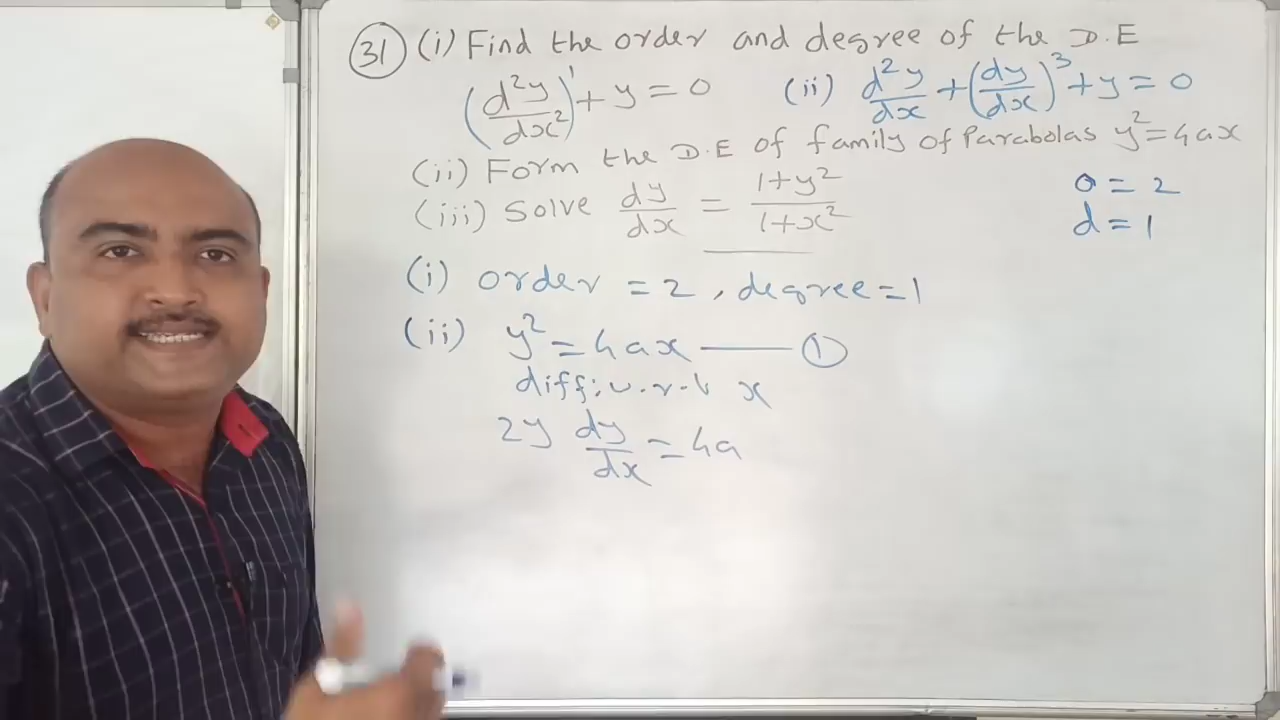 31 (i) Find the order and degree of the D.E
(d²y/dx²)¹ + y = 0 (ii) d²y/dx + (dy/dx)³ + y = 0
(ii) Form the D.E of family of Parabolas y² = 4ax
(iii) Solve dy/dx = 1+y²/1+x²
o = 2
d = 1
(i) order = 2, degree = 1
(ii) y² = 4ax —— ①
diff: w.r.t x
2y dy/dx = 4a